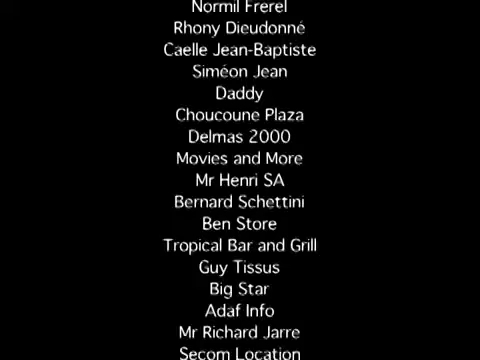 Normil Frerel
Rhony Dieudonné
Caelle Jean-Baptiste
Siméon Jean
Daddy
Choucoune Plaza
Delmas 2000
Movies and More
Mr Henri SA
Bernard Schettini
Ben Store
Tropical Bar and Grill
Guy Tissus
Big Star
Adaf Info
Mr Richard Jarre
Secom Location